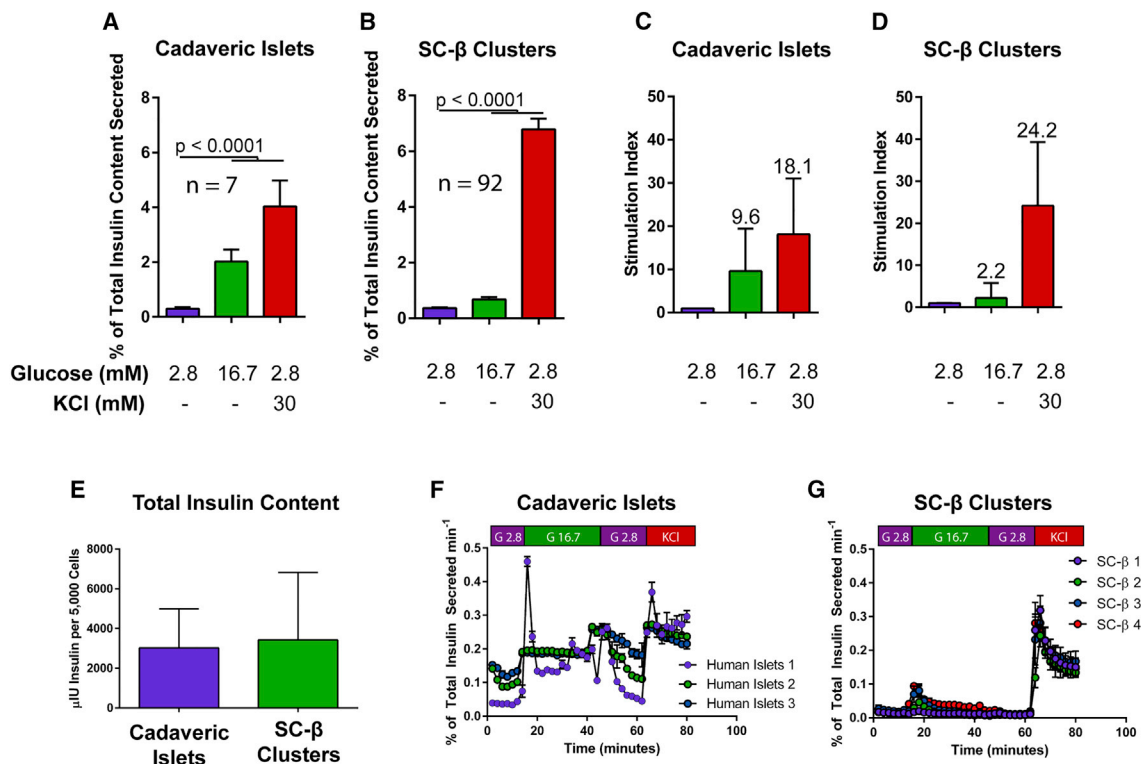 A
Cadaveric Islets
% of Total Insulin Content Secreted
8
6
4
2
0
p < 0.0001
n = 7
B
SC-β Clusters
% of Total Insulin Content Secreted
8
6
4
2
0
p < 0.0001
n = 92
C
Cadaveric Islets
Stimulation Index
50
40
30
20
10
0
9.6
18.1
D
SC-β Clusters
Stimulation Index
50
40
30
20
10
0
2.2
24.2
Glucose (mM) 2.8 16.7 2.8 2.8 16.7 2.8 2.8 16.7 2.8 2.8 16.7 2.8
KCl (mM) - - 30 - - 30 - - 30 - - 30
E
Total Insulin Content
µIU Insulin per 5,000 Cells
8000
6000
4000
2000
0
Cadaveric Islets
SC-β Clusters
F
Cadaveric Islets
G 2.8 G 16.7 G 2.8 KCl
% of Total Insulin Secreted min-1
0.5
0.4
0.3
0.2
0.1
0.0
Human Islets 1
Human Islets 2
Human Islets 3
0 20 40 60 80 100
Time (minutes)
G
SC-β Clusters
G 2.8 G 16.7 G 2.8 KCl
% of Total Insulin Secreted min-1
0.5
0.4
0.3
0.2
0.1
0.0
SC-β 1
SC-β 2
SC-β 3
SC-β 4
0 20 40 60 80 100
Time (minutes)